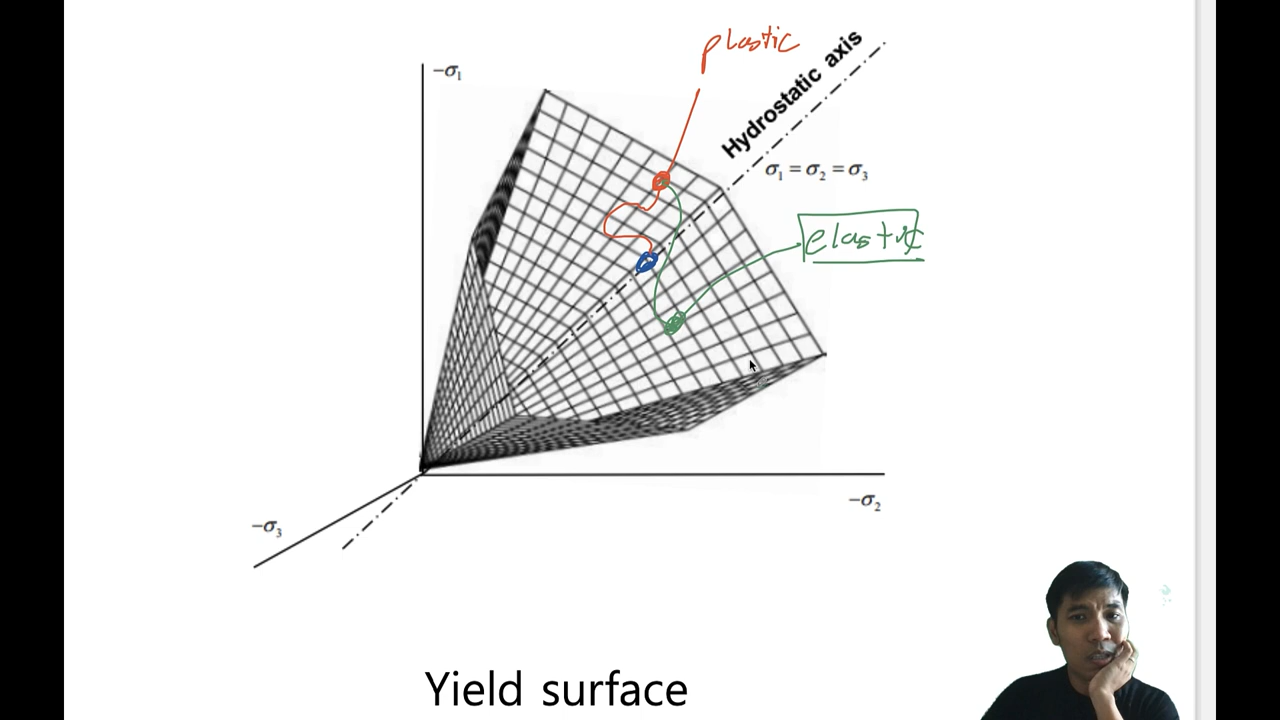 plastic
−σ₁
Hydrostatic axis
σ₁ = σ₂ = σ₃
elastic
−σ₂
−σ₃
Yield surface